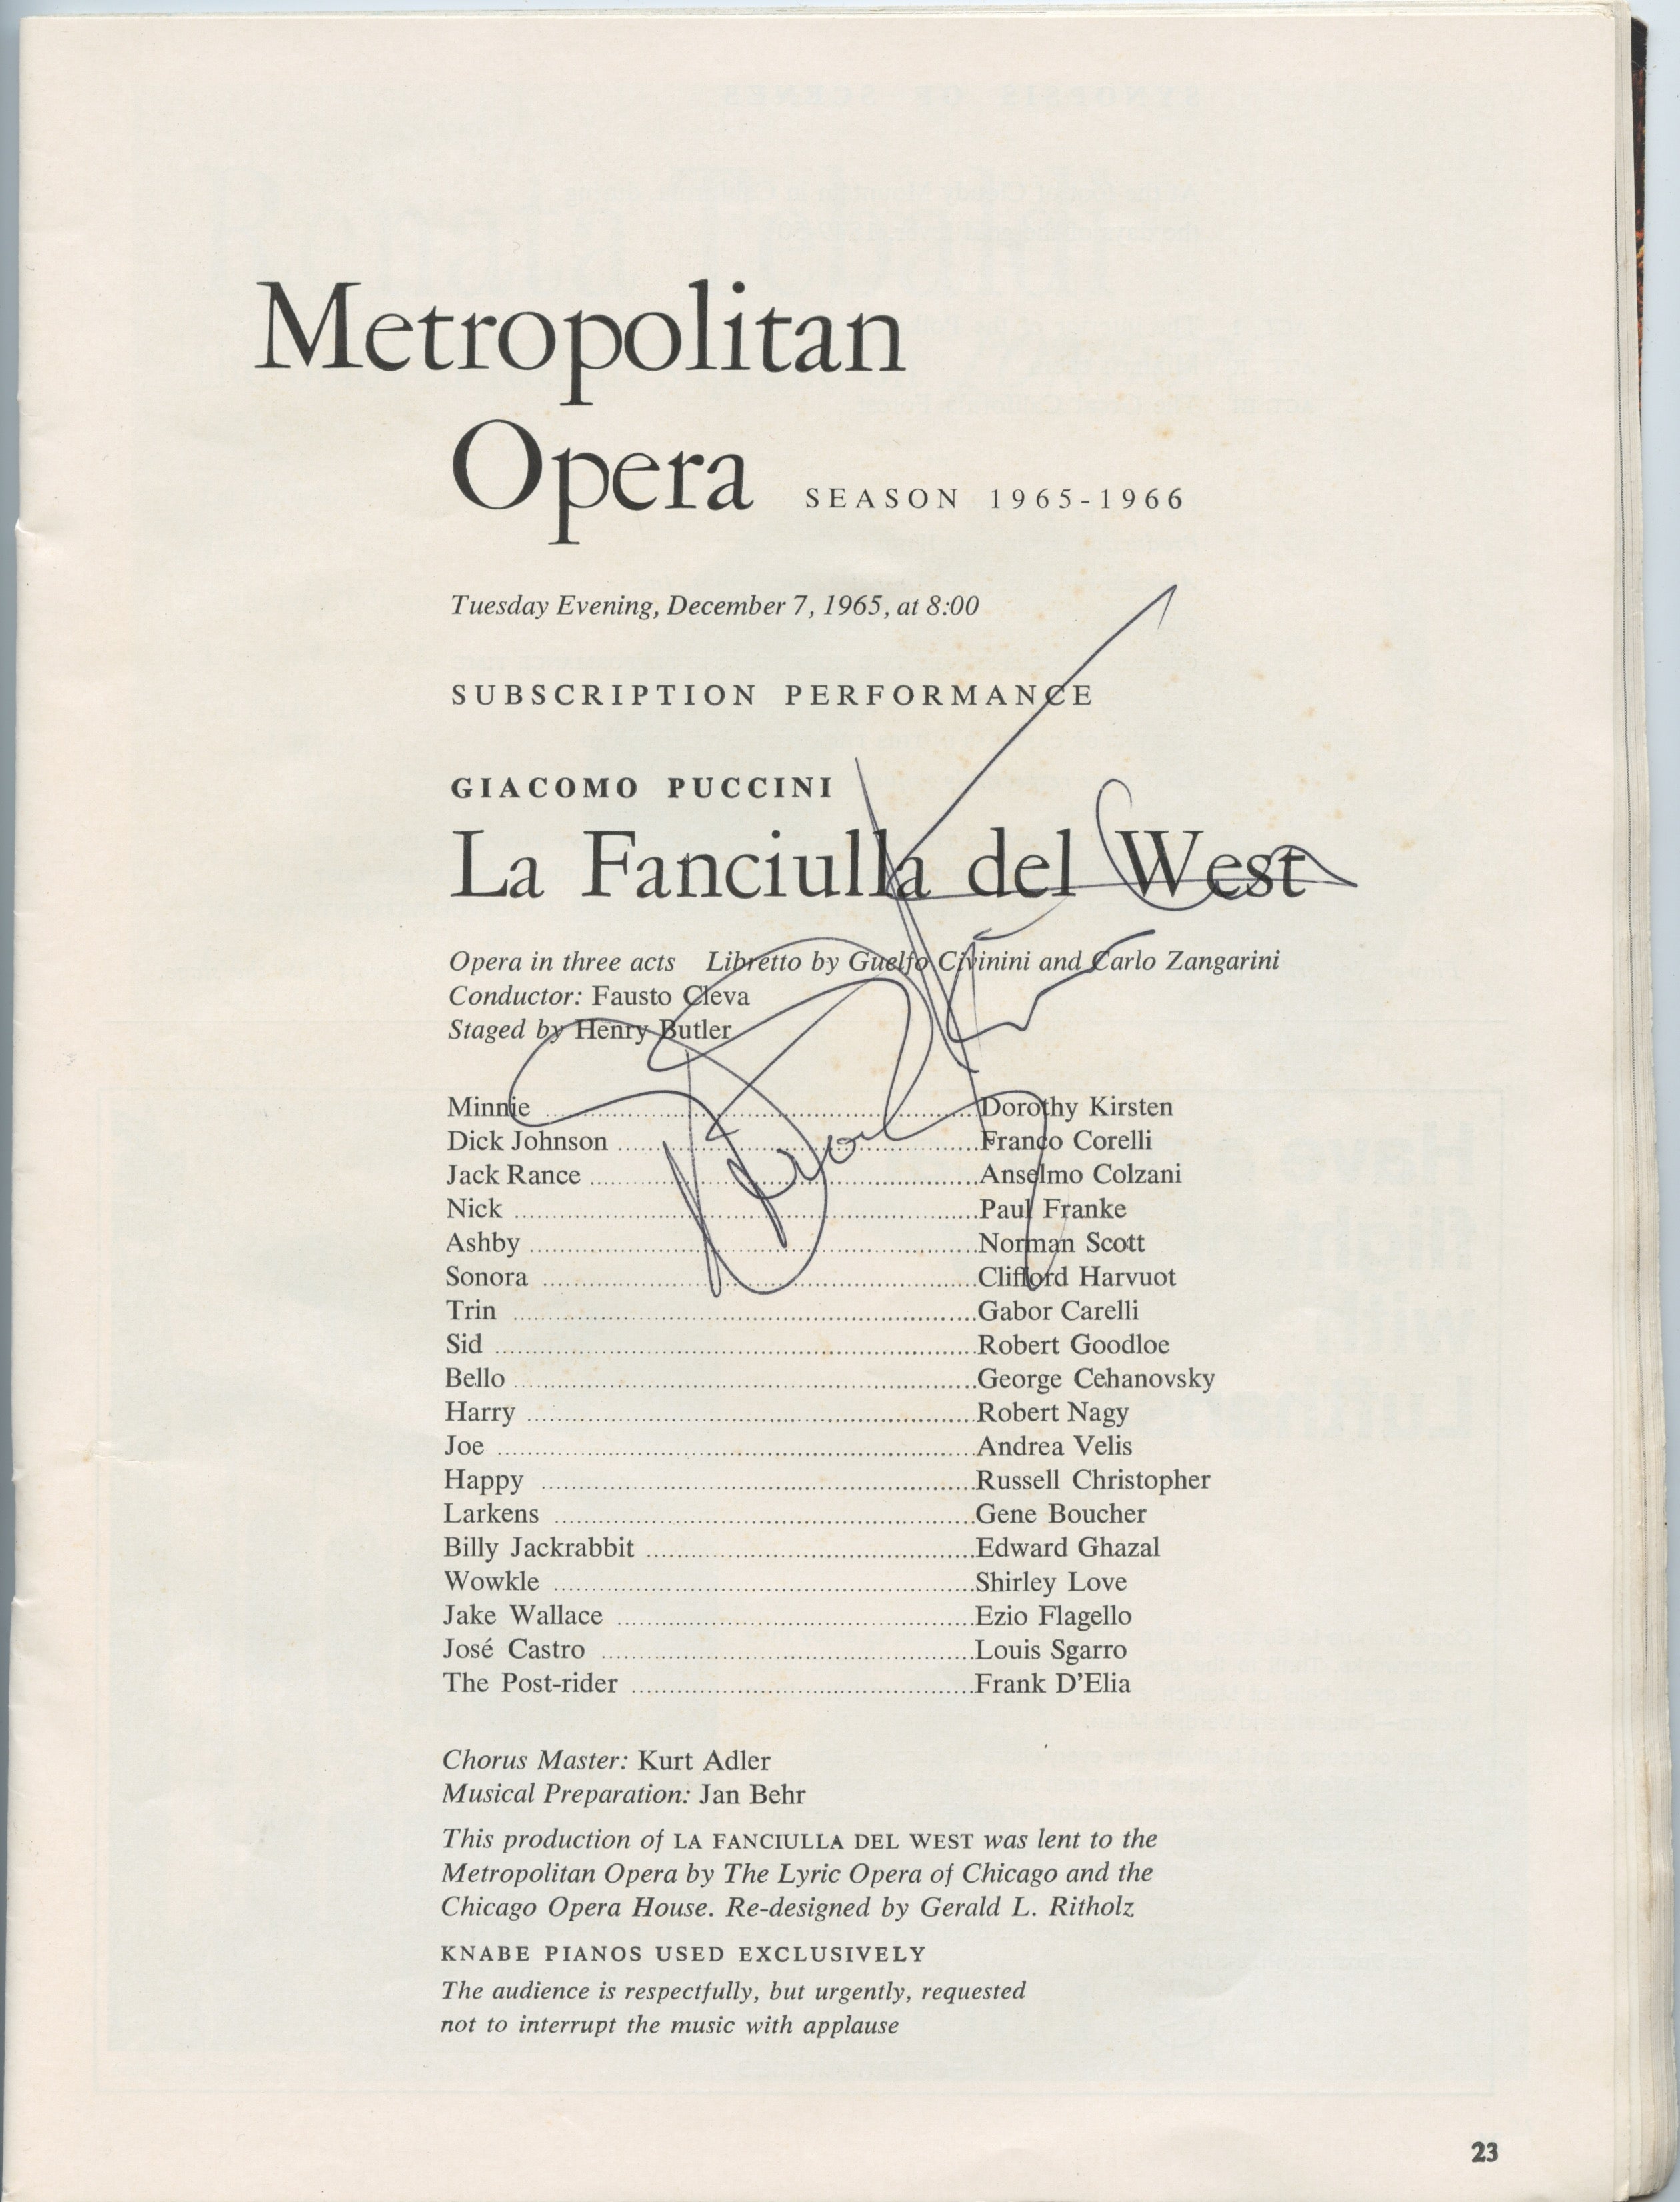 Metropolitan
Opera SEASON 1965-1966
Tuesday Evening, December 7, 1965, at 8:00
SUBSCRIPTION PERFORMANCE
GIACOMO PUCCINI
La Fanciulla del West
Opera in three acts Libretto by Guelfo Civinini and Carlo Zangarini
Conductor: Fausto Cleva
Staged by Henry Butler
Minnie ........................Dorothy Kirsten
Dick Johnson ........................Franco Corelli
Jack Rance ........................Anselmo Colzani
Nick ........................Paul Franke
Ashby ........................Norman Scott
Sonora ........................Clifford Harvuot
Trin ........................Gabor Carelli
Sid ........................Robert Goodloe
Bello ........................George Cehanovsky
Harry ........................Robert Nagy
Joe ........................Andrea Velis
Happy ........................Russell Christopher
Larkens ........................Gene Boucher
Billy Jackrabbit ........................Edward Ghazal
Wowkle ........................Shirley Love
Jake Wallace ........................Ezio Flagello
José Castro ........................Louis Sgarro
The Post-rider ........................Frank D'Elia
Chorus Master: Kurt Adler
Musical Preparation: Jan Behr
This production of LA FANCIULLA DEL WEST was lent to the
Metropolitan Opera by The Lyric Opera of Chicago and the
Chicago Opera House. Re-designed by Gerald L. Ritholz
KNABE PIANOS USED EXCLUSIVELY
The audience is respectfully, but urgently, requested
not to interrupt the music with applause
23